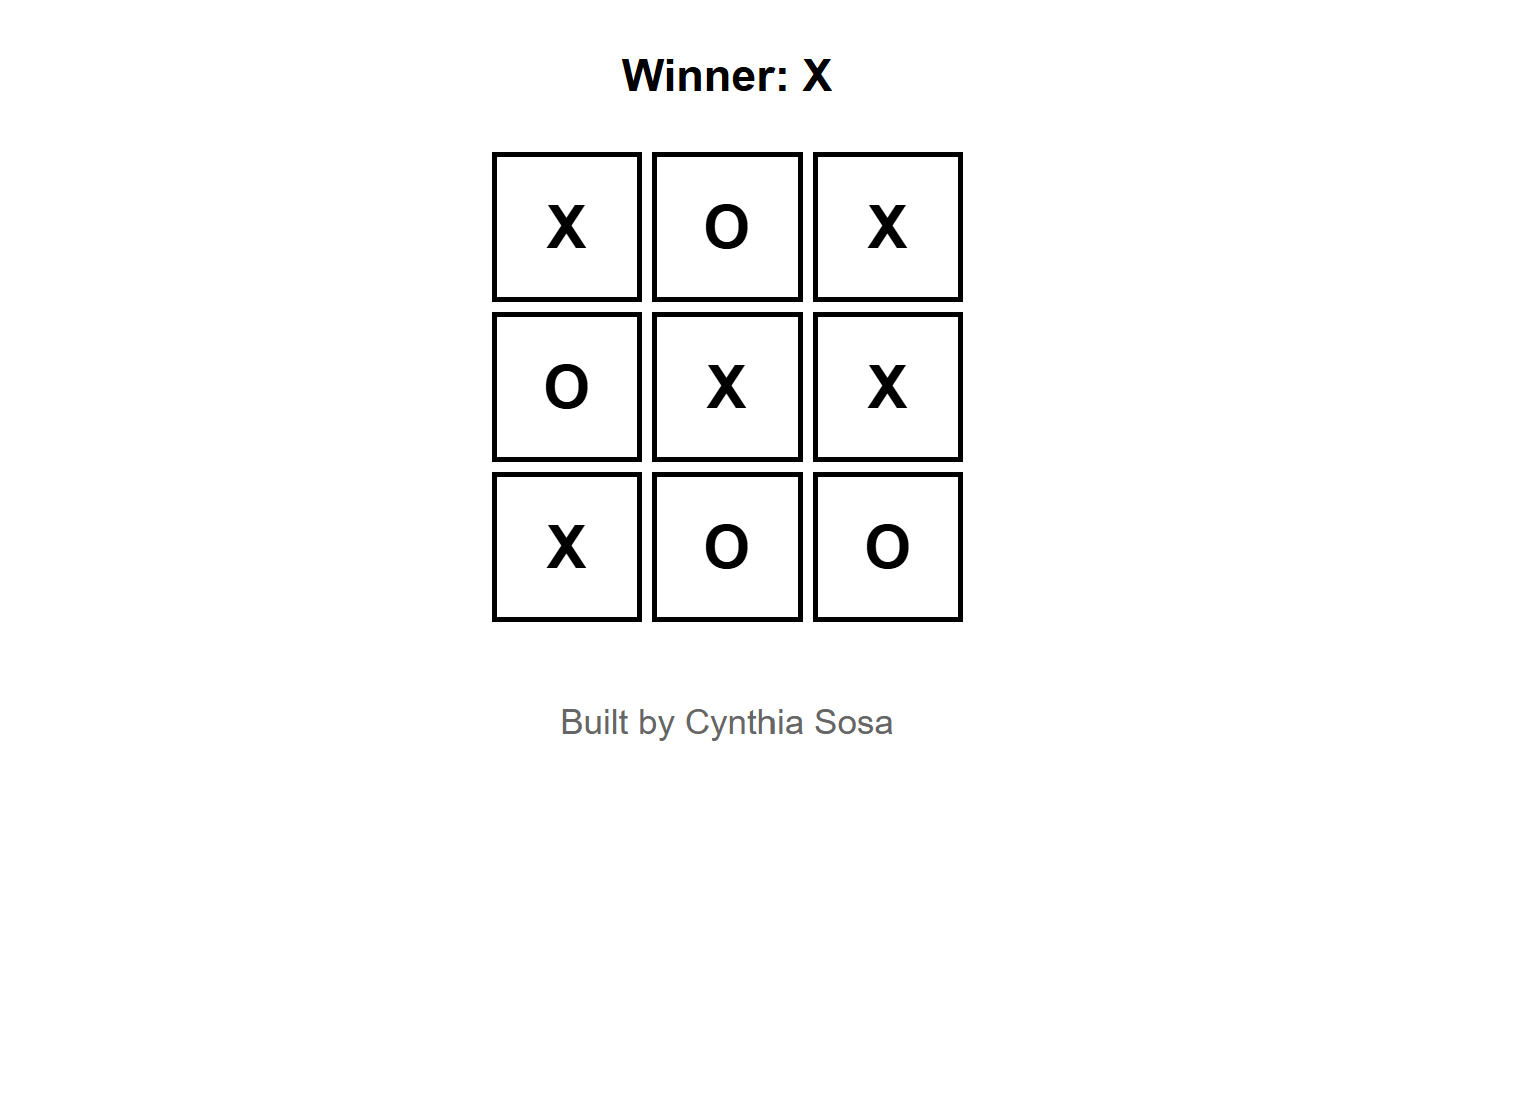 Winner: X
X O X
O X X
X O O
Built by Cynthia Sosa